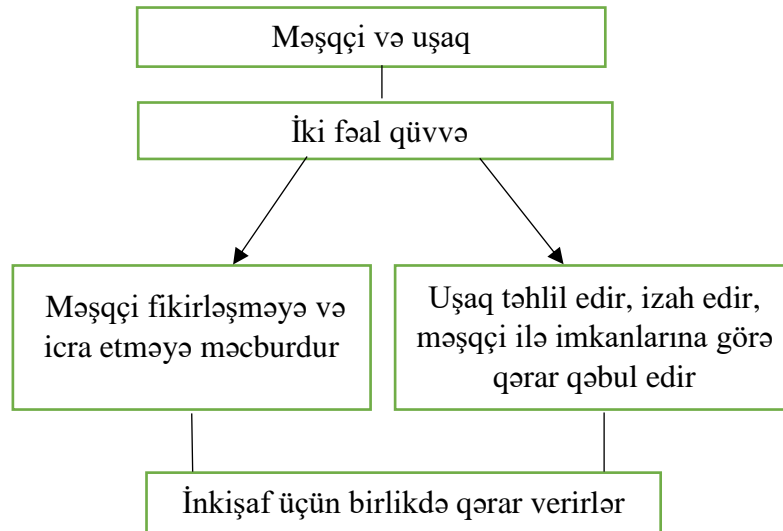 Məşqçi və uşaq
İki fəal qüvvə
Məşqçi fikirləşməyə və
icra etməyə məcburdur
Uşaq təhlil edir, izah edir,
məşqçi ilə imkanlarına görə
qərar qəbul edir
İnkişaf üçün birlikdə qərar verirlər